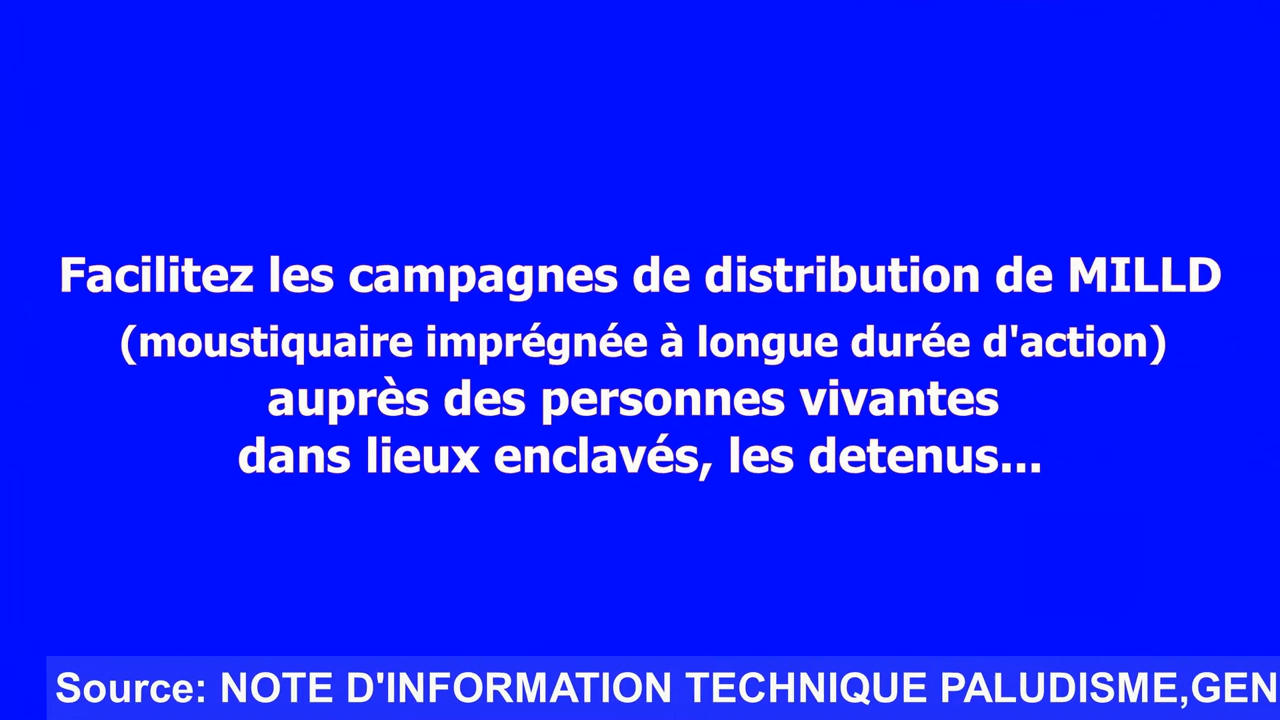 Facilitez les campagnes de distribution de MILLD
(moustiquaire imprégnée à longue durée d'action)
auprès des personnes vivantes
dans lieux enclavés, les detenus...
Source: NOTE D'INFORMATION TECHNIQUE PALUDISME,GEN